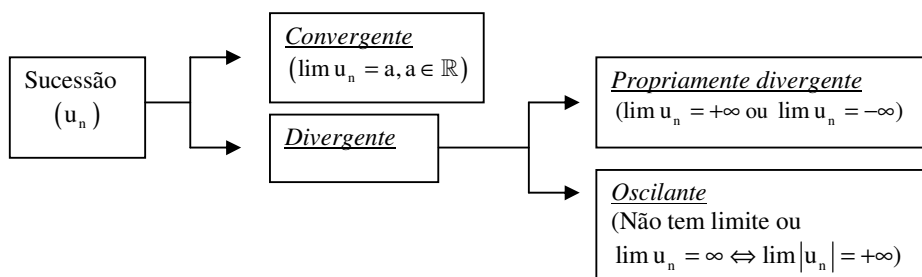 Sucessão
(uₙ)
Convergente
(lim uₙ = a, a ∈ ℝ)
Divergente
Propriamente divergente
(lim uₙ = +∞ ou lim uₙ = −∞)
Oscilante
(Não tem limite ou
lim uₙ = ∞ ⇔ lim|uₙ| = +∞)